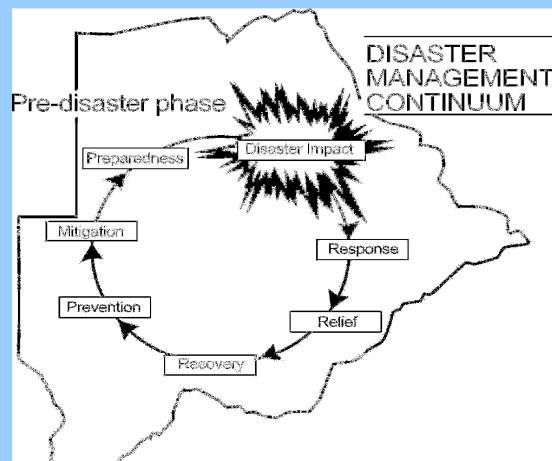 DISASTER
MANAGEMENT
CONTINUUM
Pre-disaster phase
Preparedness
Disaster Impact
Mitigation
Response
Prevention
Relief
Recovery